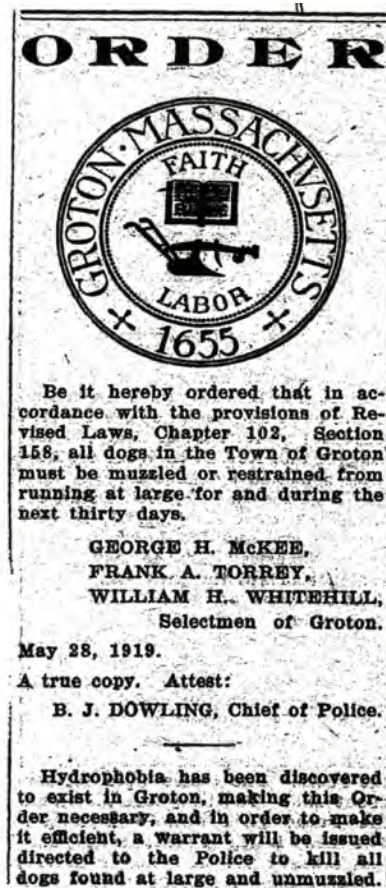 ORDER
GROTON · MASSACHVSETTS
FAITH
LABOR
1655
Be it hereby ordered that in ac-
cordance with the provisions of Re-
vised Laws, Chapter 102, Section
158, all dogs in the Town of Groton
must be muzzled or restrained from
running at large for and during the
next thirty days.
GEORGE H. McKEE,
FRANK A. TORREY,
WILLIAM H. WHITEHILL,
Selectmen of Groton.
May 28, 1919.
A true copy. Attest:
B. J. DOWLING, Chief of Police.
Hydrophobia has been discovered
to exist in Groton, making this Or-
der necessary, and in order to make
it efficient, a warrant will be issued
directed to the Police to kill all
dogs found at large and unmuzzled.